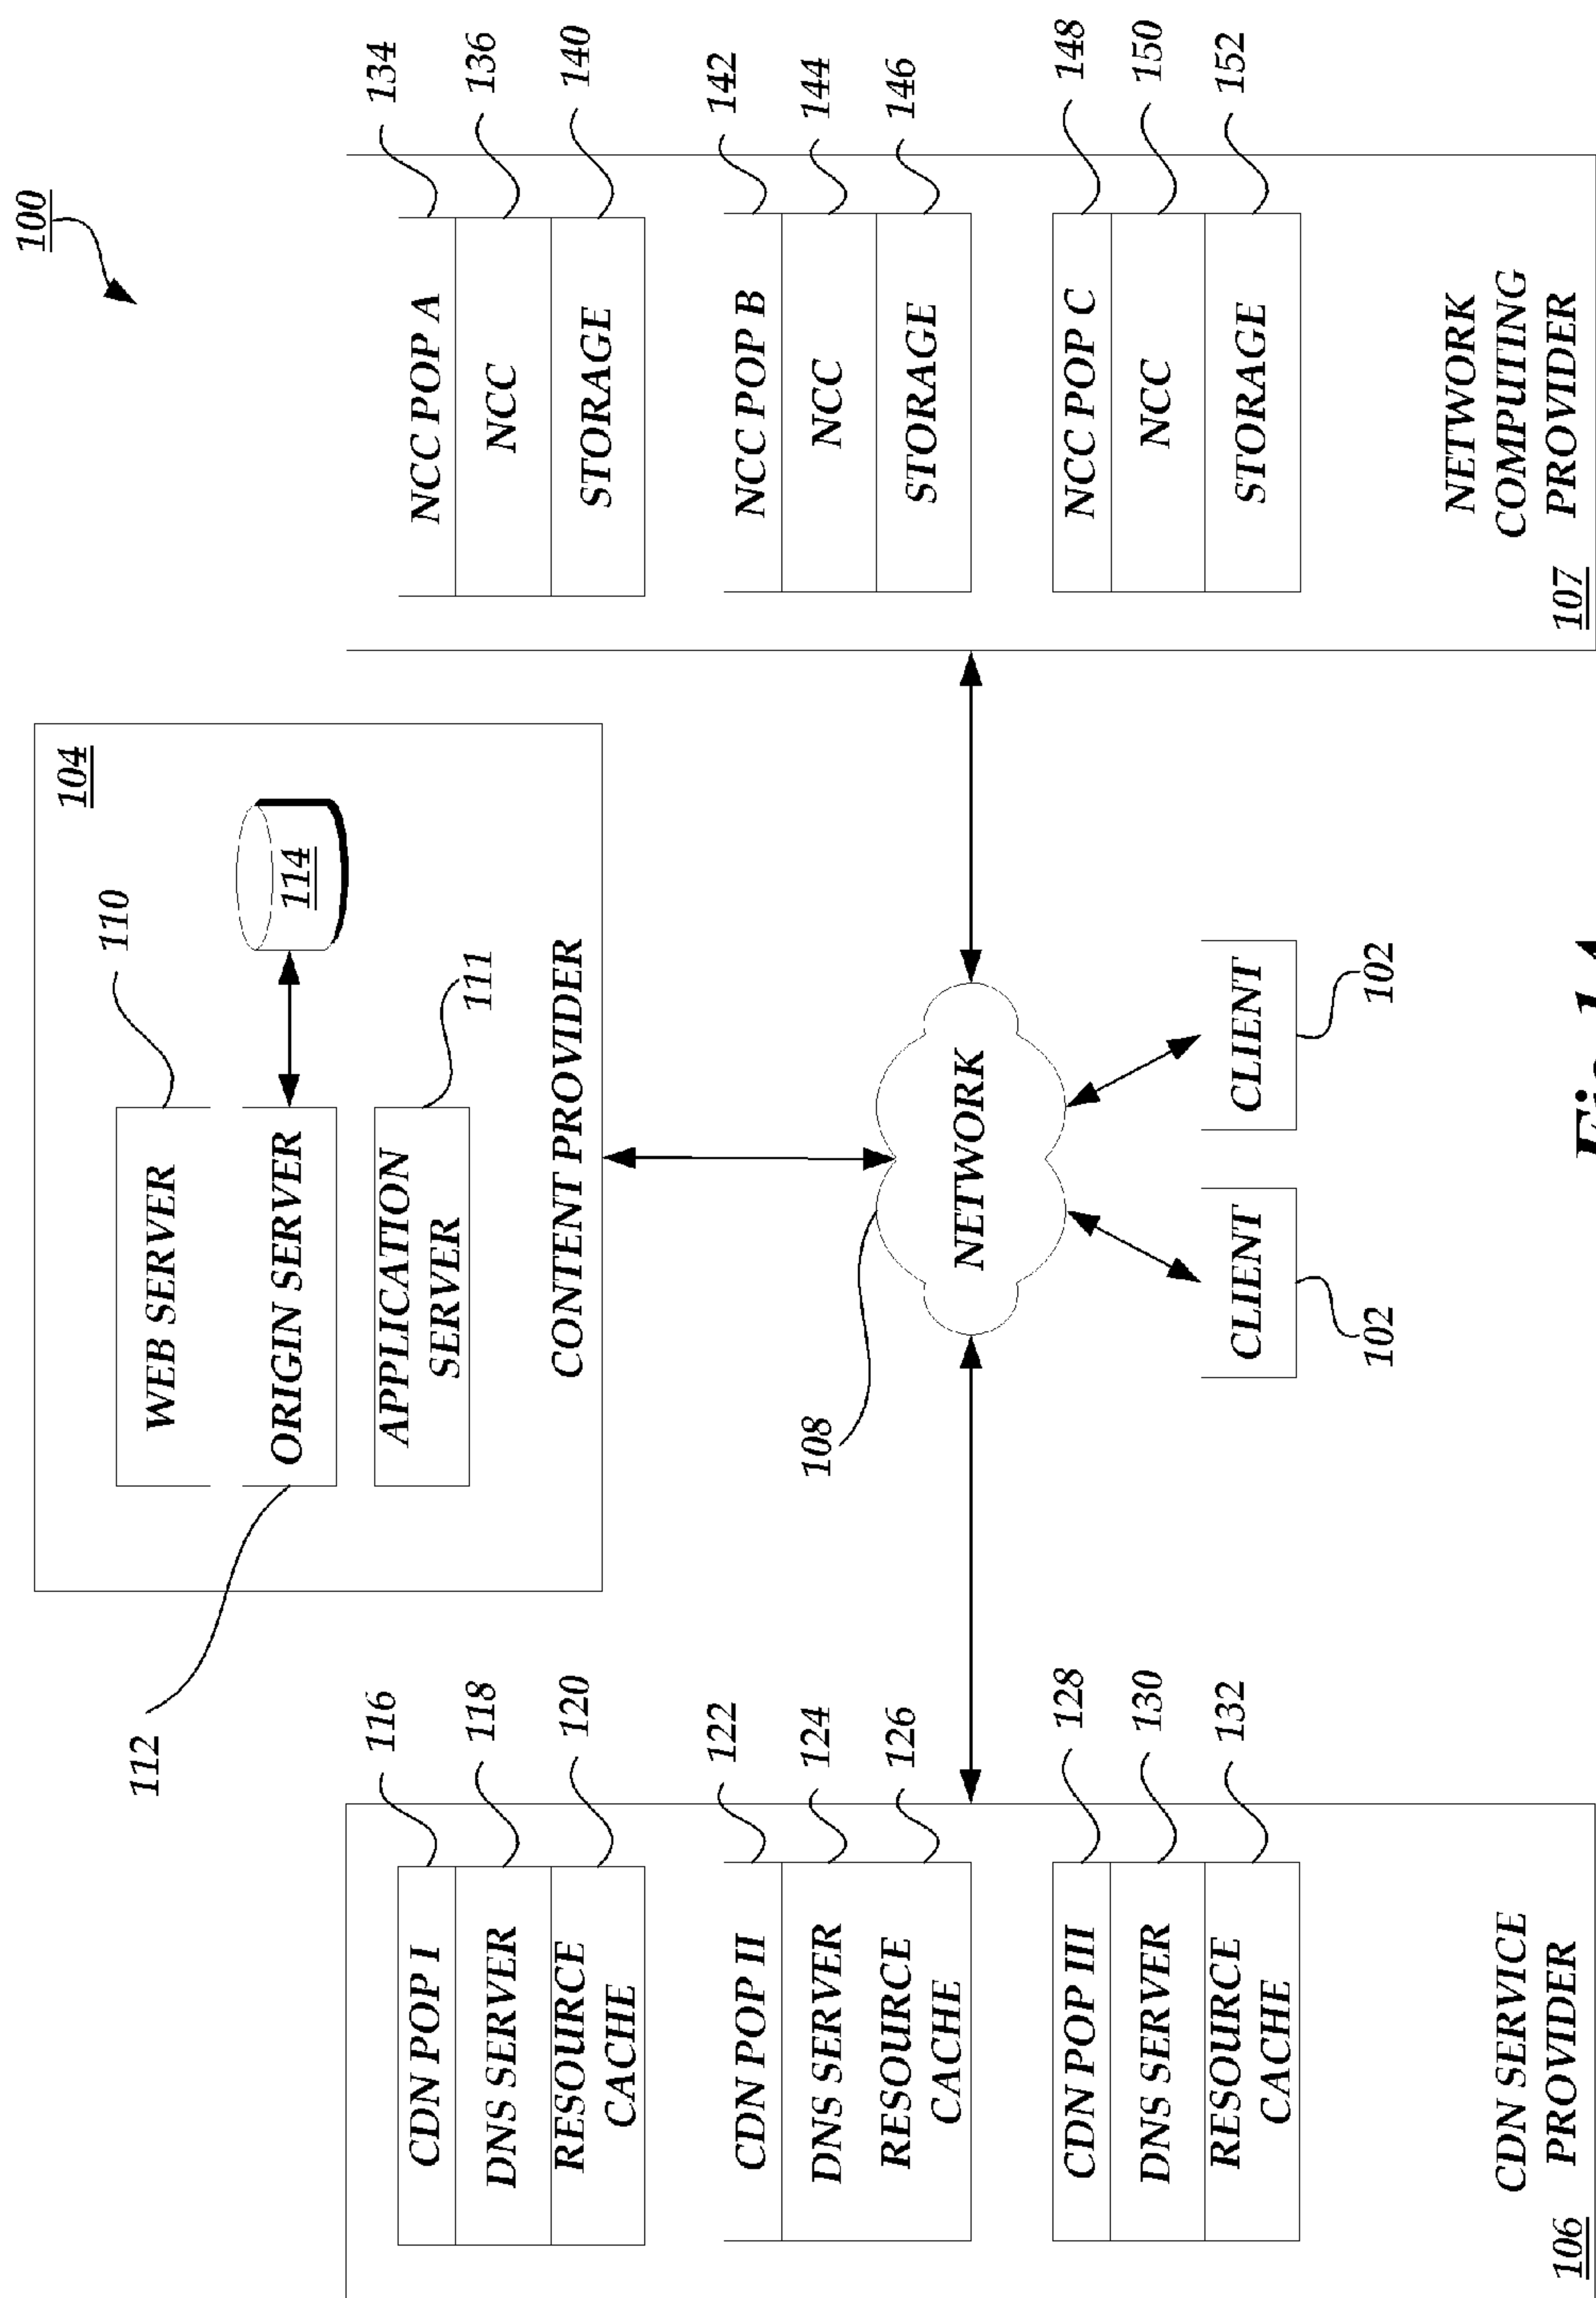 100
104
110
WEB SERVER
ORIGIN SERVER
114
112
APPLICATION
SERVER
111
CONTENT PROVIDER
116
CDN POP I
118
DNS SERVER
120
RESOURCE
CACHE
122
CDN POP II
124
DNS SERVER
126
RESOURCE
CACHE
128
CDN POP III
130
DNS SERVER
132
RESOURCE
CACHE
CDN SERVICE
PROVIDER
106
108
NETWORK
CLIENT
CLIENT
102
102
134
NCC POP A
136
NCC
140
STORAGE
142
NCC POP B
144
NCC
146
STORAGE
148
NCC POP C
150
NCC
152
STORAGE
NETWORK
COMPUTING
PROVIDER
107